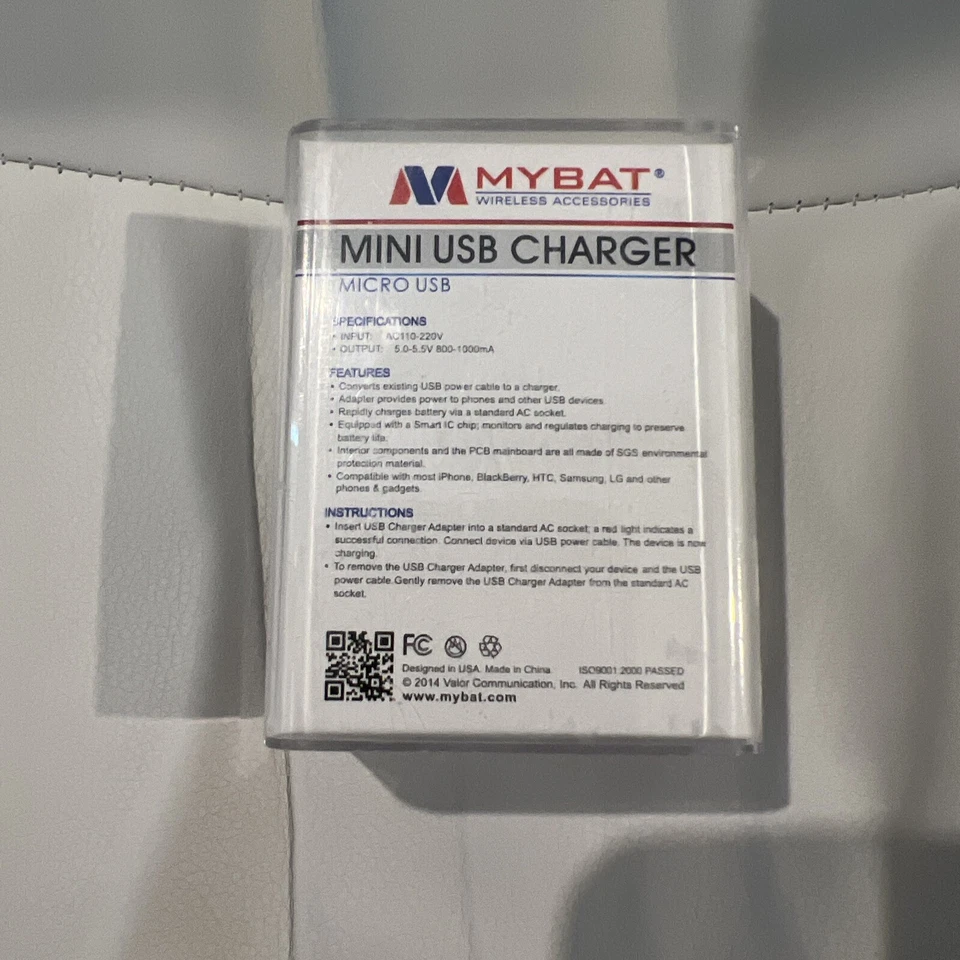 MYBAT®
WIRELESS ACCESSORIES
MINI USB CHARGER
MICRO USB
SPECIFICATIONS
• INPUT: AC110-220V
• OUTPUT: 5.0-5.5V 800-1000mA
FEATURES
• Converts existing USB power cable to a charger.
• Adapter provides power to phones and other USB devices.
• Rapidly charges battery via a standard AC socket.
• Equipped with a Smart IC chip; monitors and regulates charging to preserve
battery life.
• Interior components and the PCB mainboard are all made of SGS environmental
protection material.
• Compatible with most iPhone, BlackBerry, HTC, Samsung, LG and other
phones & gadgets.
INSTRUCTIONS
• Insert USB Charger Adapter into a standard AC socket; a red light indicates a
successful connection. Connect device via USB power cable. The device is now
charging.
• To remove the USB Charger Adapter, first disconnect your device and the USB
power cable.Gently remove the USB Charger Adapter from the standard AC
socket.
FC
Designed in USA. Made in China. ISO9001:2000 PASSED
© 2014 Valor Communication, Inc. All Rights Reserved
www.mybat.com